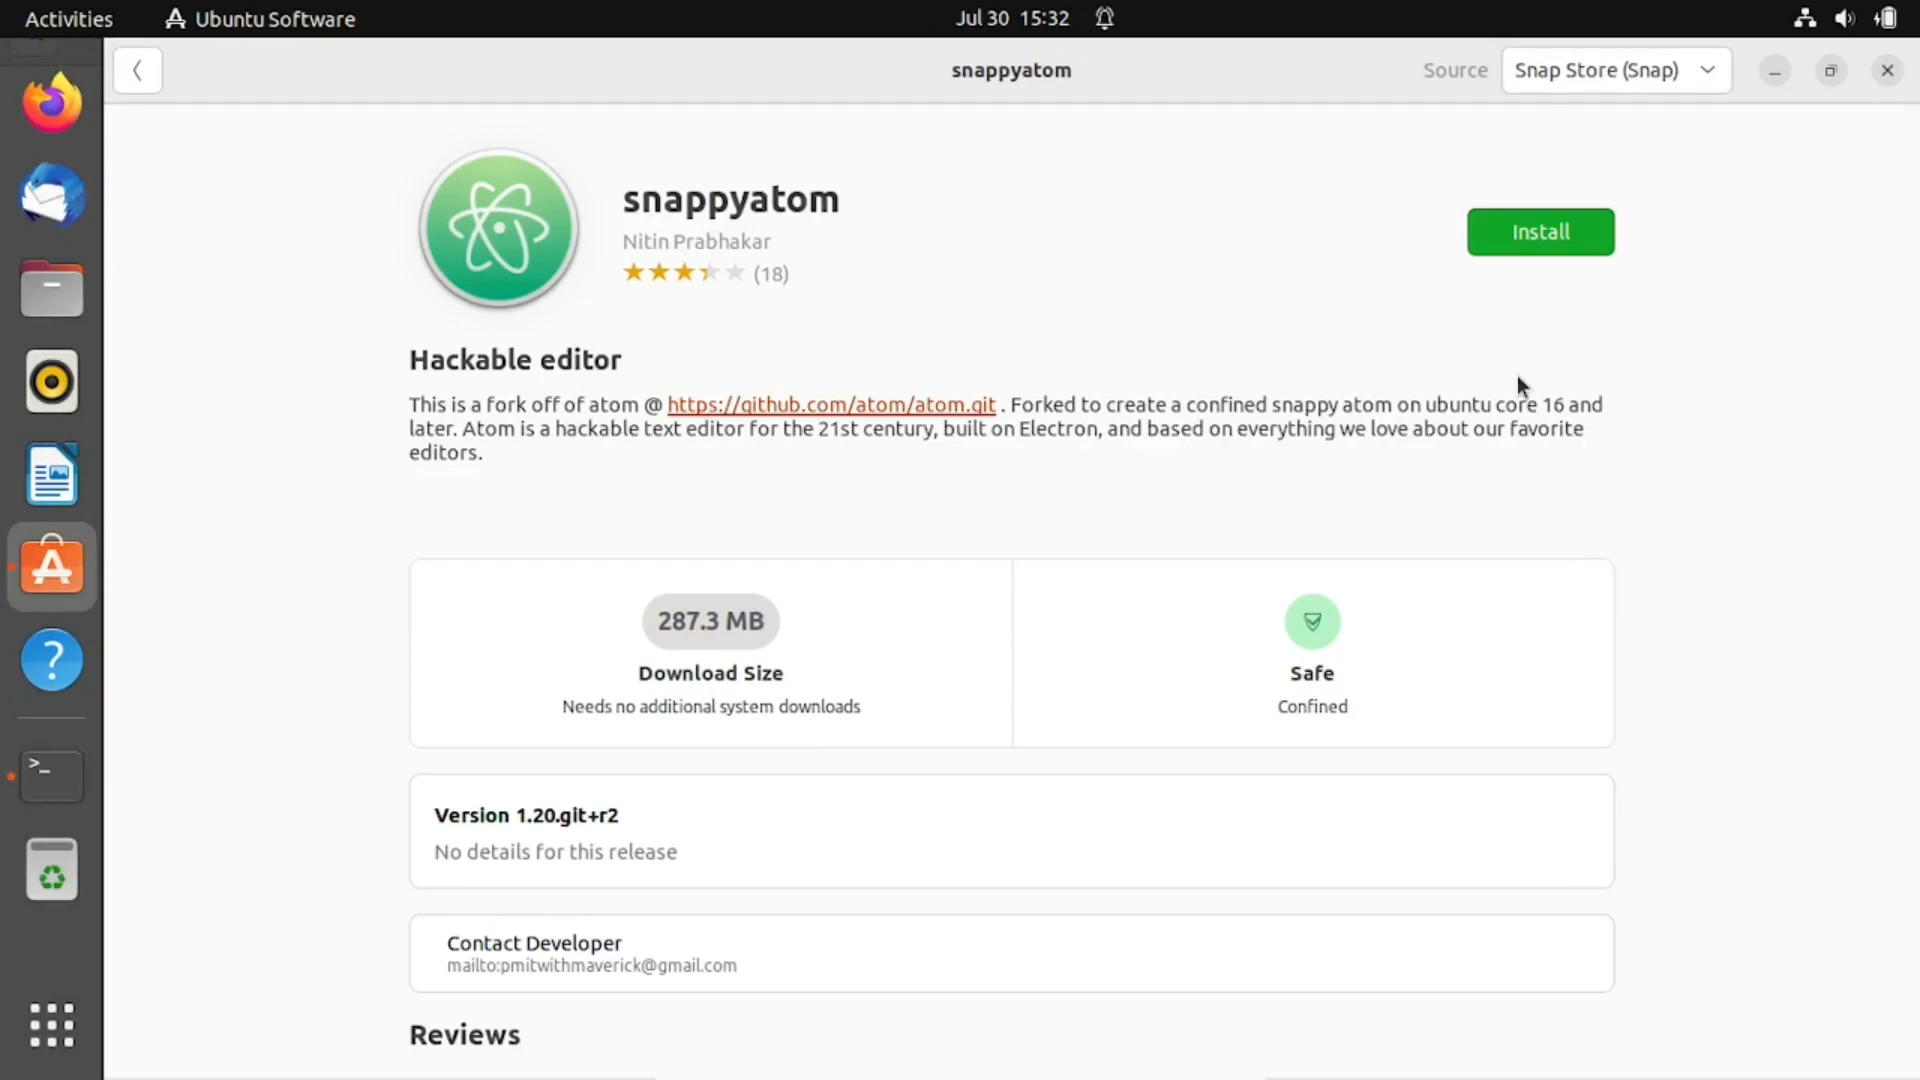 Activities
Ubuntu Software
Jul 30 15:32
snappyatom
Source
Snap Store (Snap)
snappyatom
Nitin Prabhakar
(18)
Install
Hackable editor
This is a fork off of atom @ https://github.com/atom/atom.git . Forked to create a confined snappy atom on ubuntu core 16 and
later. Atom is a hackable text editor for the 21st century, built on Electron, and based on everything we love about our favorite
editors.
287.3 MB
Download Size
Needs no additional system downloads
Safe
Confined
Version 1.20.git+r2
No details for this release
Contact Developer
mailto:pmitwithmaverick@gmail.com
Reviews